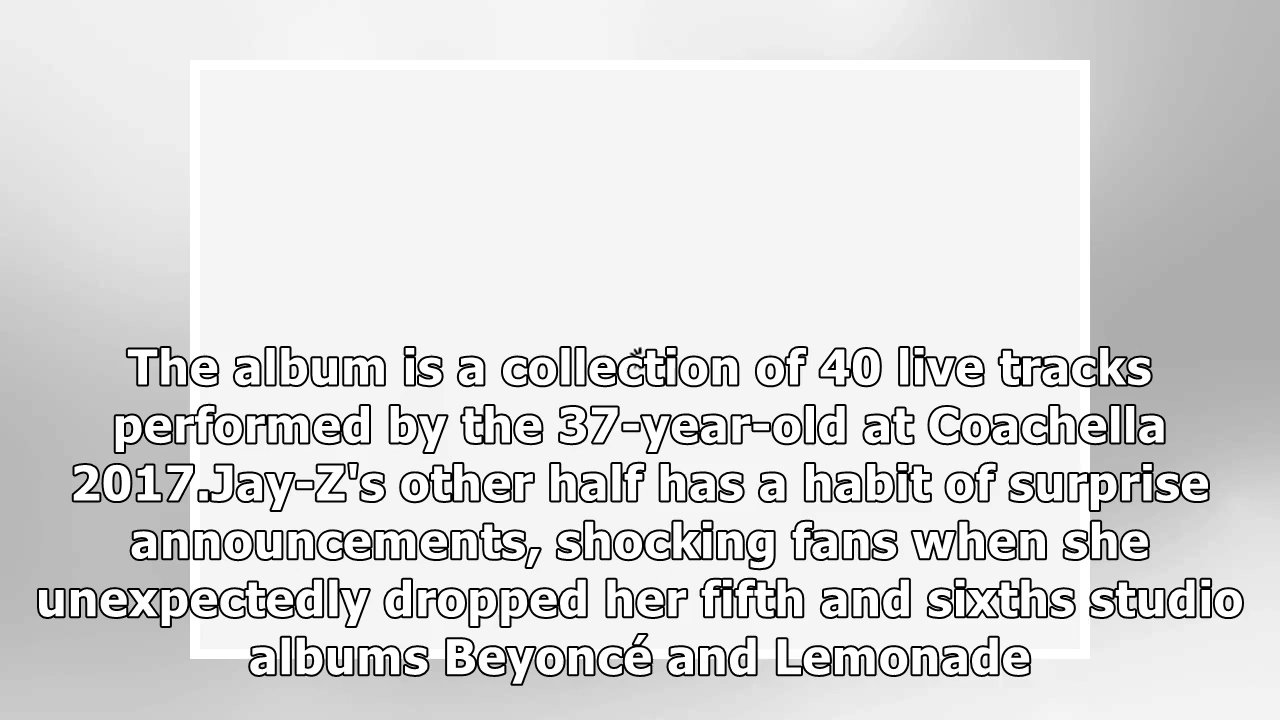 The album is a collection of 40 live tracks
performed by the 37-year-old at Coachella
2017.Jay-Z's other half has a habit of surprise
announcements, shocking fans when she
unexpectedly dropped her fifth and sixths studio
albums Beyoncé and Lemonade